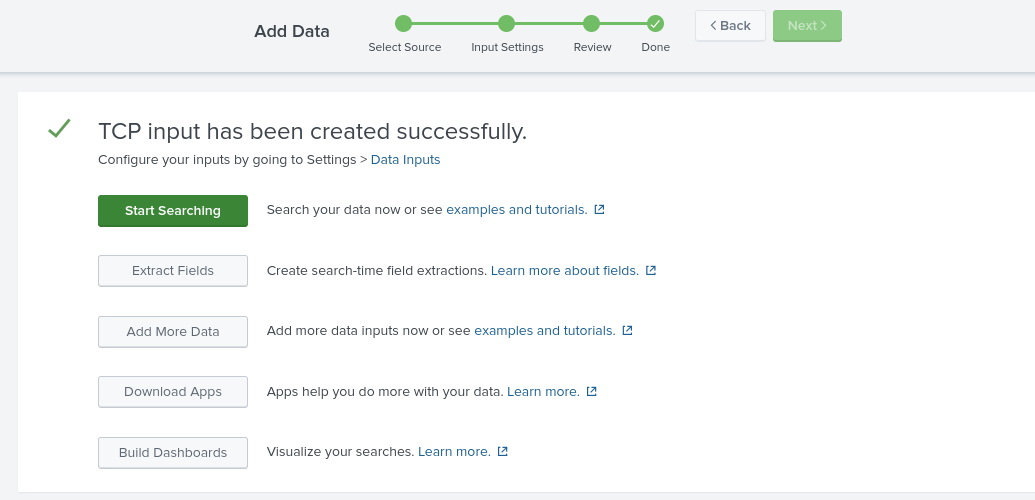 Add Data
Select Source
Input Settings
Review
Done
Back
Next
TCP input has been created successfully.
Configure your inputs by going to Settings > Data Inputs
Start Searching
Search your data now or see examples and tutorials.
Extract Fields
Create search-time field extractions. Learn more about fields.
Add More Data
Add more data inputs now or see examples and tutorials.
Download Apps
Apps help you do more with your data. Learn more.
Build Dashboards
Visualize your searches. Learn more.